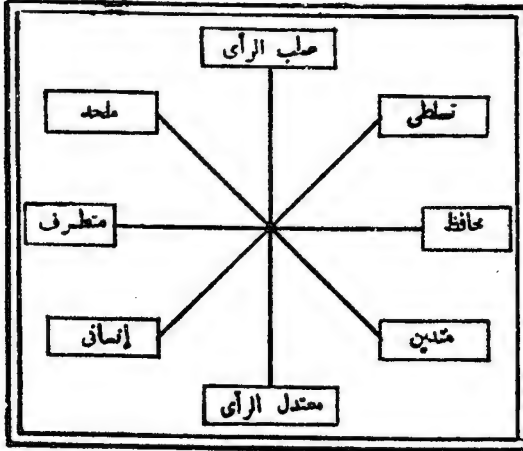 صلب الرأى
تسلطى
ملحد
محافظ
متطرف
متدين
إنسانى
معتدل الرأى